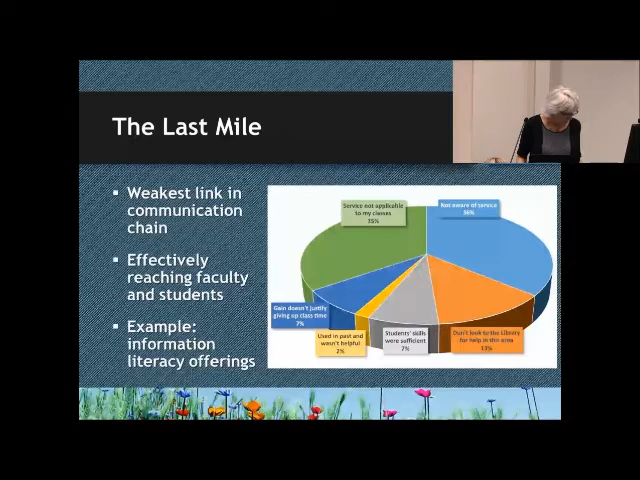 The Last Mile
▪ Weakest link in
communication
chain
▪ Effectively
reaching faculty
and students
▪ Example:
information
literacy offerings
Service not applicable
to my classes
35%
Not aware of service
36%
Gain doesn't justify
giving up class time
7%
Used in past and
wasn't helpful
2%
Students' skills
were sufficient
7%
Don't look to the Library
for help in this area
13%